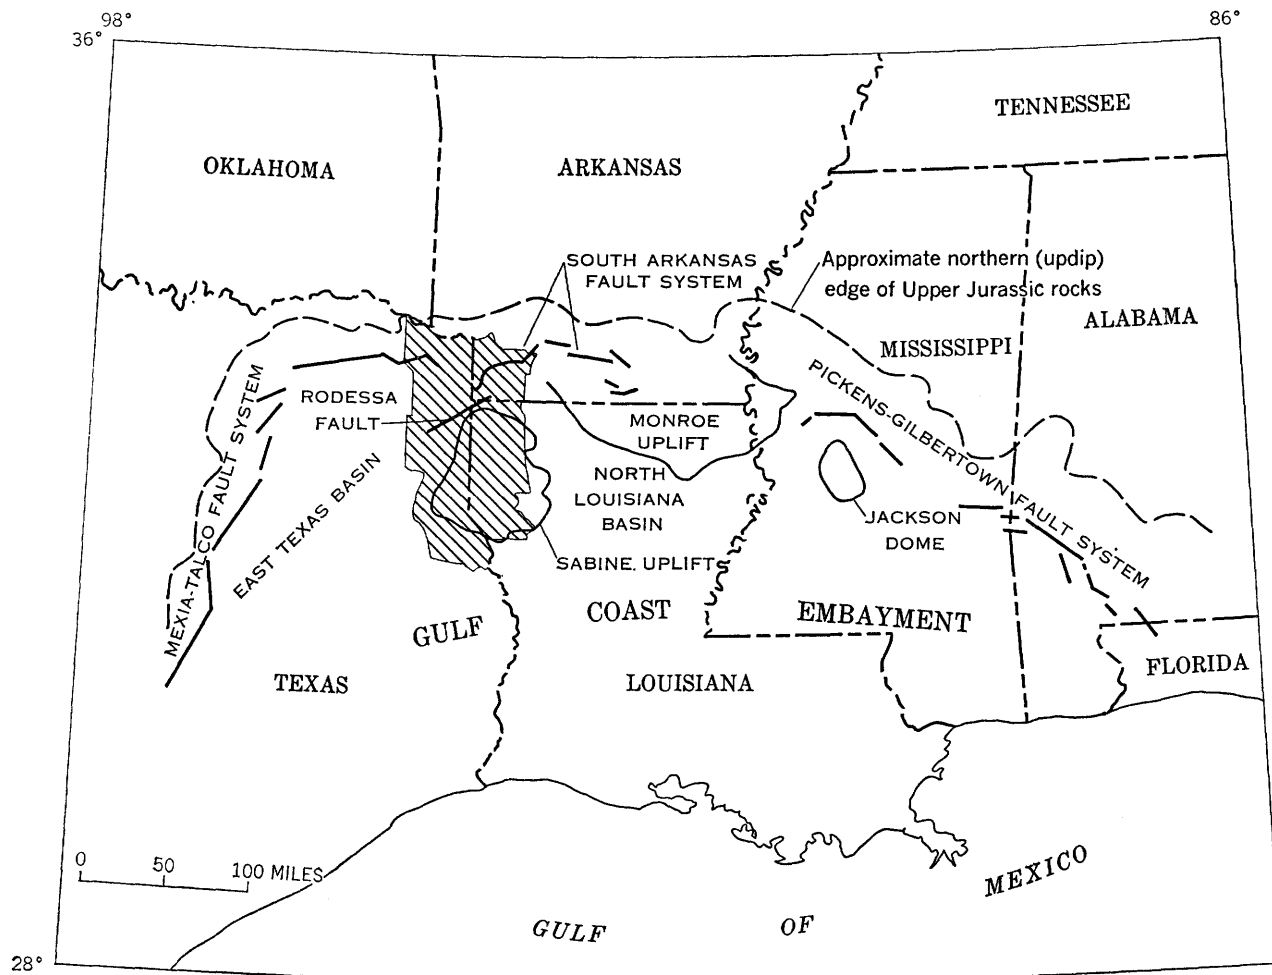 98°
86°
36°
TENNESSEE
OKLAHOMA
ARKANSAS
SOUTH ARKANSAS
FAULT SYSTEM
Approximate northern (updip)
edge of Upper Jurassic rocks
ALABAMA
MISSISSIPPI
RODESSA
FAULT
MONROE
UPLIFT
PICKENS-GILBERTOWN FAULT SYSTEM
MEXIA-TALCO FAULT SYSTEM
EAST TEXAS BASIN
NORTH
LOUISIANA
BASIN
JACKSON
DOME
SABINE. UPLIFT
GULF COAST EMBAYMENT
TEXAS
LOUISIANA
FLORIDA
0 50 100 MILES
GULF OF MEXICO
28°